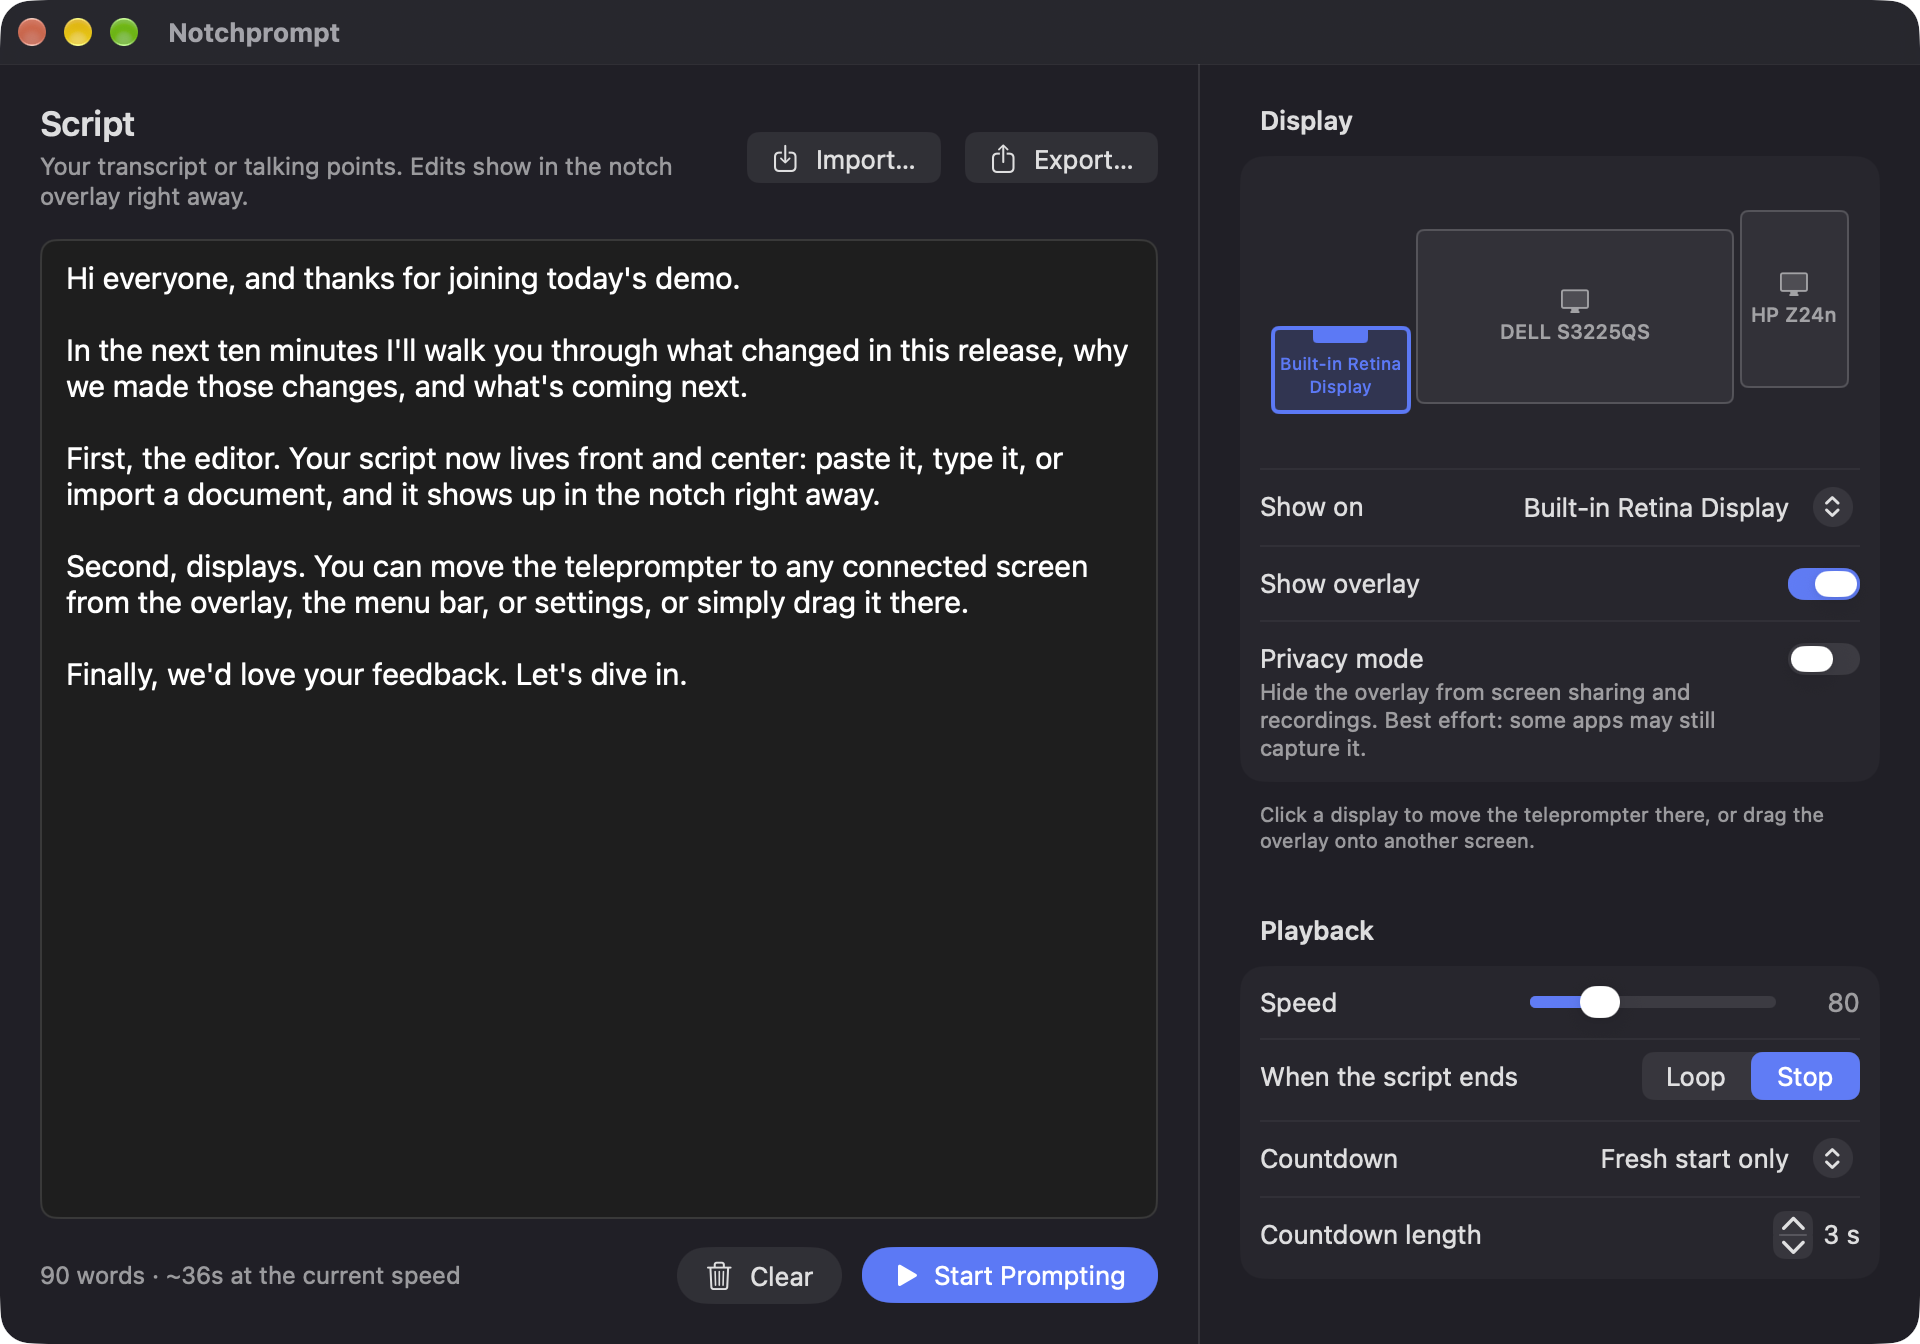 Notchprompt
Script
Your transcript or talking points. Edits show in the notch
overlay right away.
Import...
Export...
Hi everyone, and thanks for joining today's demo.
In the next ten minutes I'll walk you through what changed in this release, why
we made those changes, and what's coming next.
First, the editor. Your script now lives front and center: paste it, type it, or
import a document, and it shows up in the notch right away.
Second, displays. You can move the teleprompter to any connected screen
from the overlay, the menu bar, or settings, or simply drag it there.
Finally, we'd love your feedback. Let's dive in.
90 words · ~36s at the current speed
Clear
Start Prompting
Display
Built-in Retina
Display
DELL S3225QS
HP Z24n
Show on
Built-in Retina Display
Show overlay
Privacy mode
Hide the overlay from screen sharing and
recordings. Best effort: some apps may still
capture it.
Click a display to move the teleprompter there, or drag the
overlay onto another screen.
Playback
Speed
80
When the script ends
Loop
Stop
Countdown
Fresh start only
Countdown length
3 s